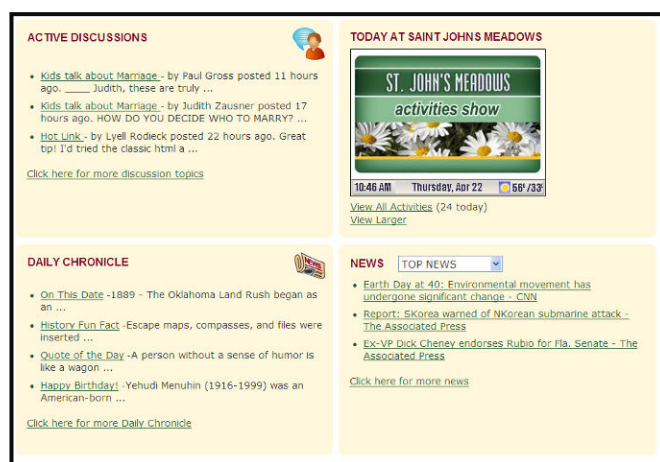 ACTIVE DISCUSSIONS
Kids talk about Marriage - by Paul Gross posted 11 hours
ago. ____ Judith, these are truly ...
Kids talk about Marriage - by Judith Zausner posted 17
hours ago. HOW DO YOU DECIDE WHO TO MARRY? ...
Hot Link - by Lyell Rodieck posted 22 hours ago. Great
tip! I'd tried the classic html a ...
Click here for more discussion topics
TODAY AT SAINT JOHNS MEADOWS
ST. JOHN'S MEADOWS
activities show
10:46 AM Thursday, Apr 22 56°/33°
View All Activities (24 today)
View Larger
DAILY CHRONICLE
NEWS
On This Date -1889 - The Oklahoma Land Rush began as
an ...
History Fun Fact -Escape maps, compasses, and files were
inserted ...
Quote of the Day -A person without a sense of humor is
like a wagon ...
Happy Birthday! -Yehudi Menuhin (1916-1999) was an
American-born ...
Click here for more Daily Chronicle
NEWS TOP NEWS
Earth Day at 40: Environmental movement has
undergone significant change - CNN
Report: SKorea warned of NKorean submarine attack -
The Associated Press
Ex-VP Dick Cheney endorses Rubio for Fla. Senate - The
Associated Press
Click here for more news